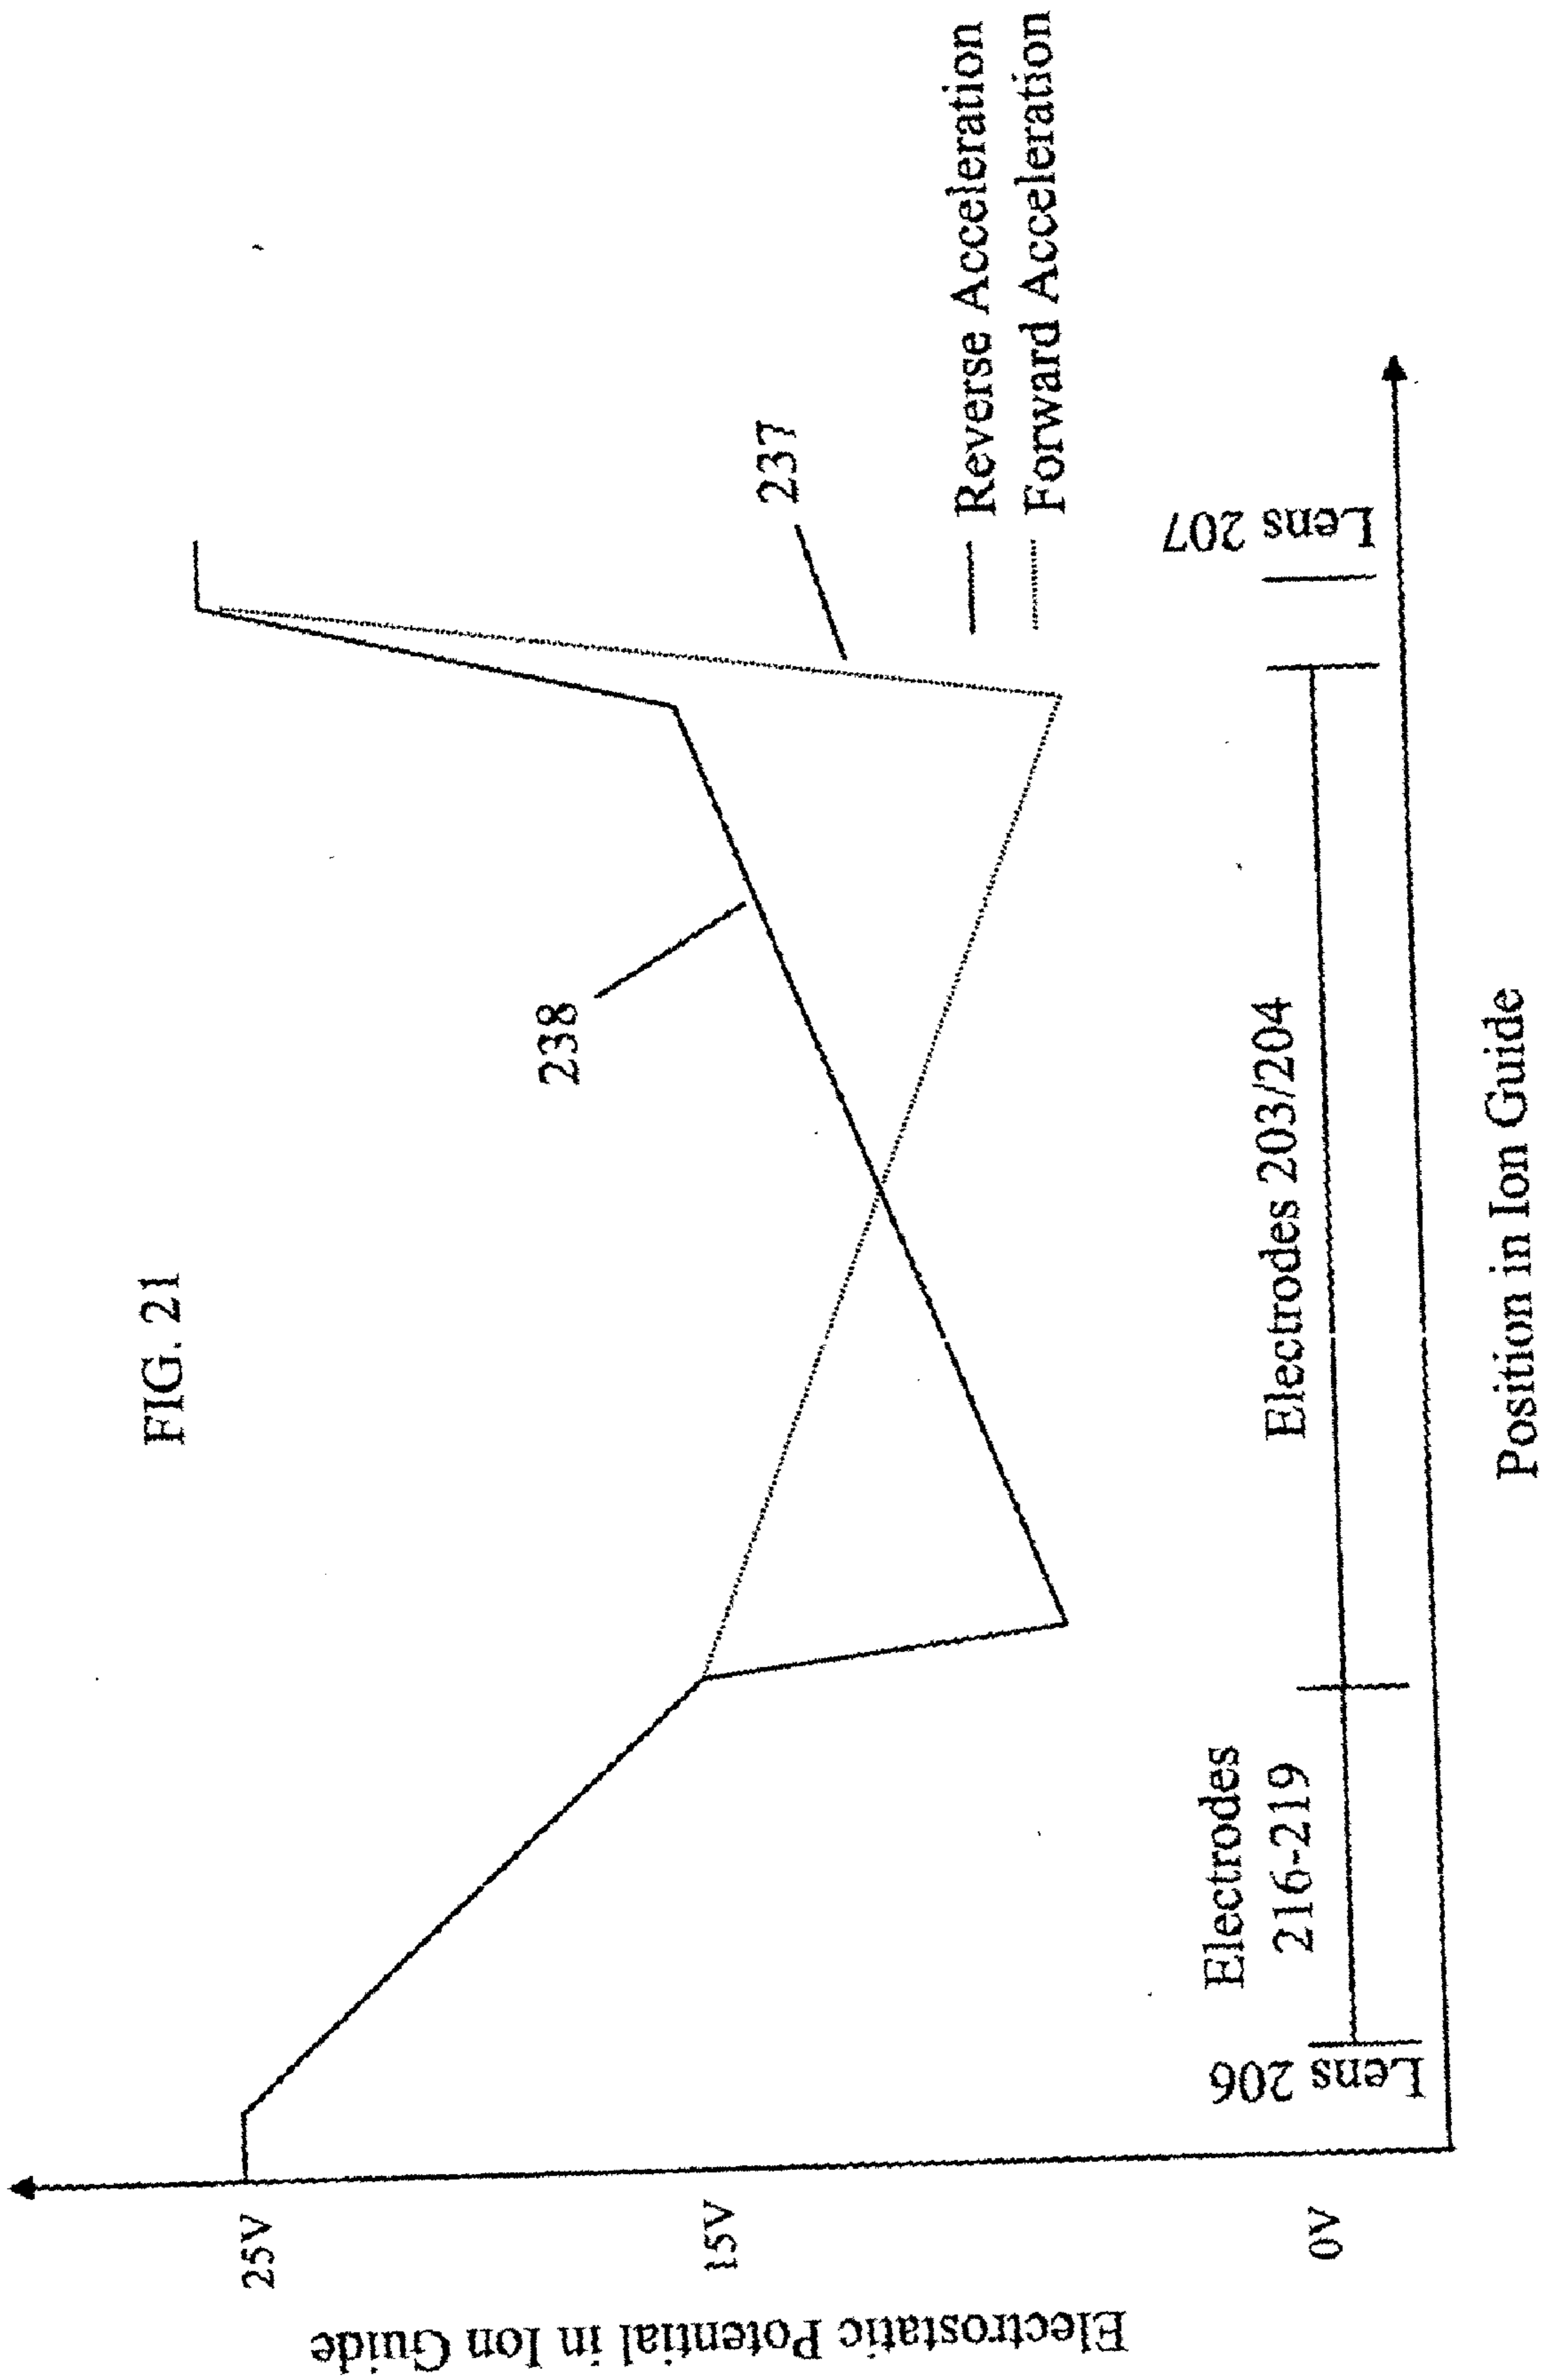 FIG. 21
Electrostatic Potential in Ion Guide
25V
15V
0V
238
237
Reverse Acceleration
Forward Acceleration
Lens 206
Electrodes
216-219
Electrodes 203/204
Lens 207
Position in Ion Guide